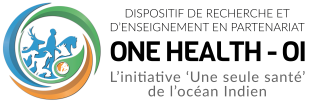 DISPOSITIF DE RECHERCHE ET
D'ENSEIGNEMENT EN PARTENARIAT
ONE HEALTH - OI
L'initiative 'Une seule santé'
de l'océan Indien